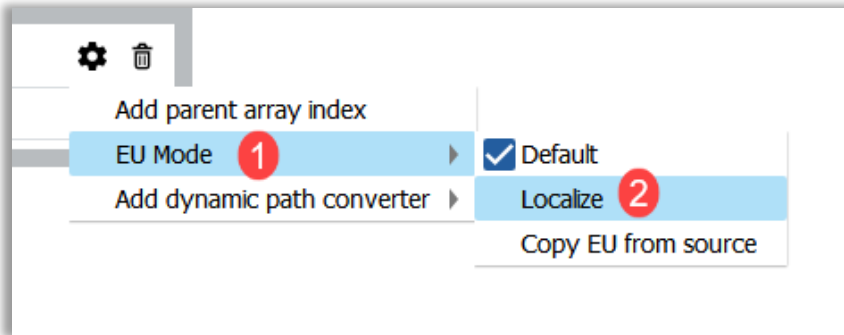 Add parent array index
EU Mode 1
Default
Add dynamic path converter
Localize 2
Copy EU from source